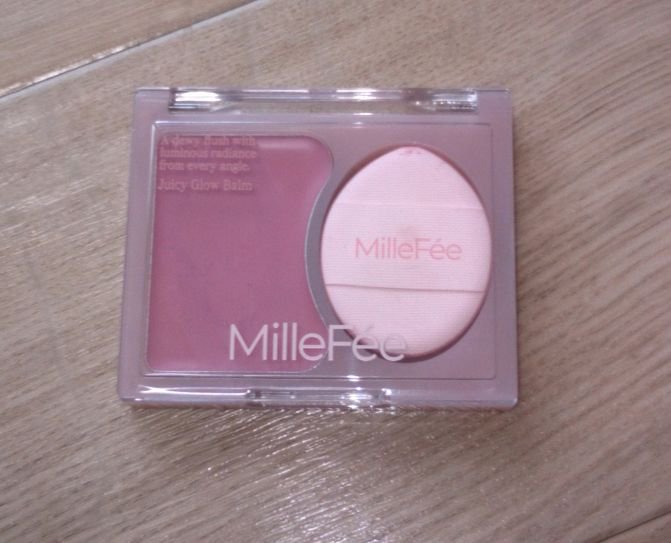 A dewy flush with
luminous radiance
from every angle.
Juicy Glow Balm
MilleFée
MilleFée